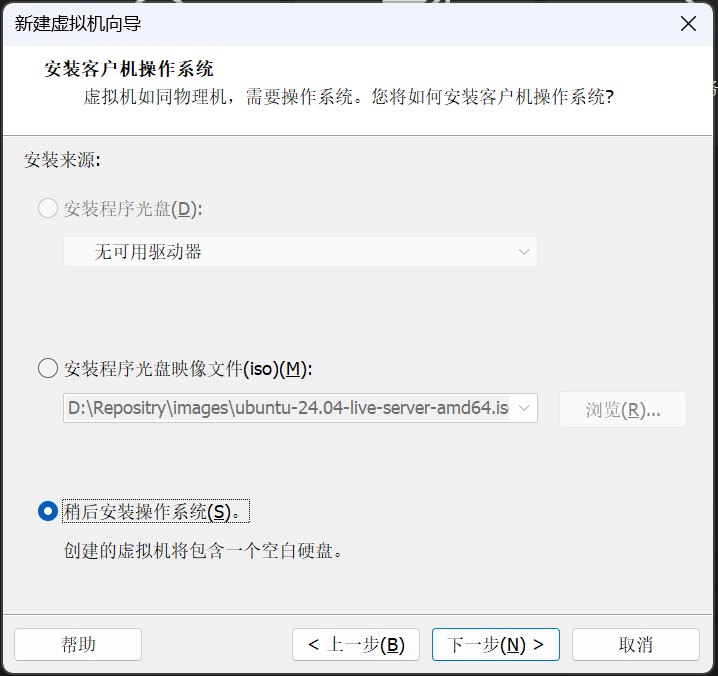 新建虚拟机向导
安装客户机操作系统
虚拟机如同物理机，需要操作系统。您将如何安装客户机操作系统?
安装来源:
安装程序光盘(D):
无可用驱动器
安装程序光盘映像文件(iso)(M):
D:\Repositry\images\ubuntu-24.04-live-server-amd64.is
浏览(R)...
稍后安装操作系统(S)。
创建的虚拟机将包含一个空白硬盘。
帮助
< 上一步(B)
下一步(N) >
取消